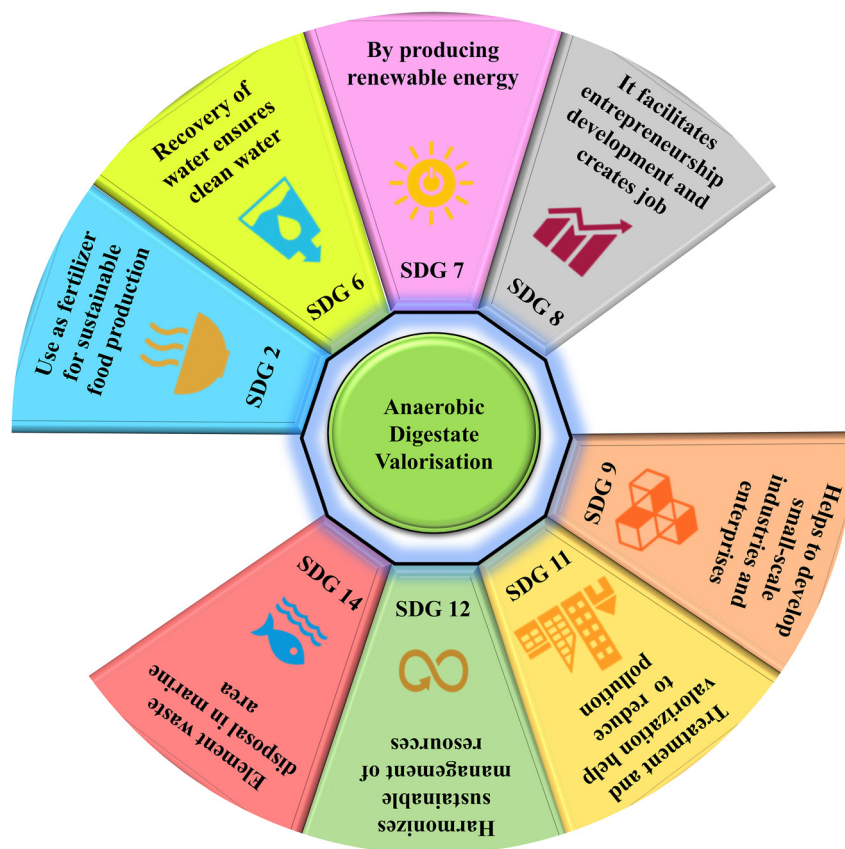 Anaerobic
Digestate
Valorisation
Use as fertilizer
for sustainable
food production
SDG 2
Recovery of
water ensures
clean water
SDG 6
By producing
renewable energy
SDG 7
It facilitates
entrepreneurship
development and
creates job
SDG 8
Helps to develop
small-scale
industries and
enterprises
SDG 9
Treatment and
valorization help
to reduce
pollution
SDG 11
Harmonizes
sustainable
management of
resources
SDG 12
Element waste
disposal in marine
area
SDG 14